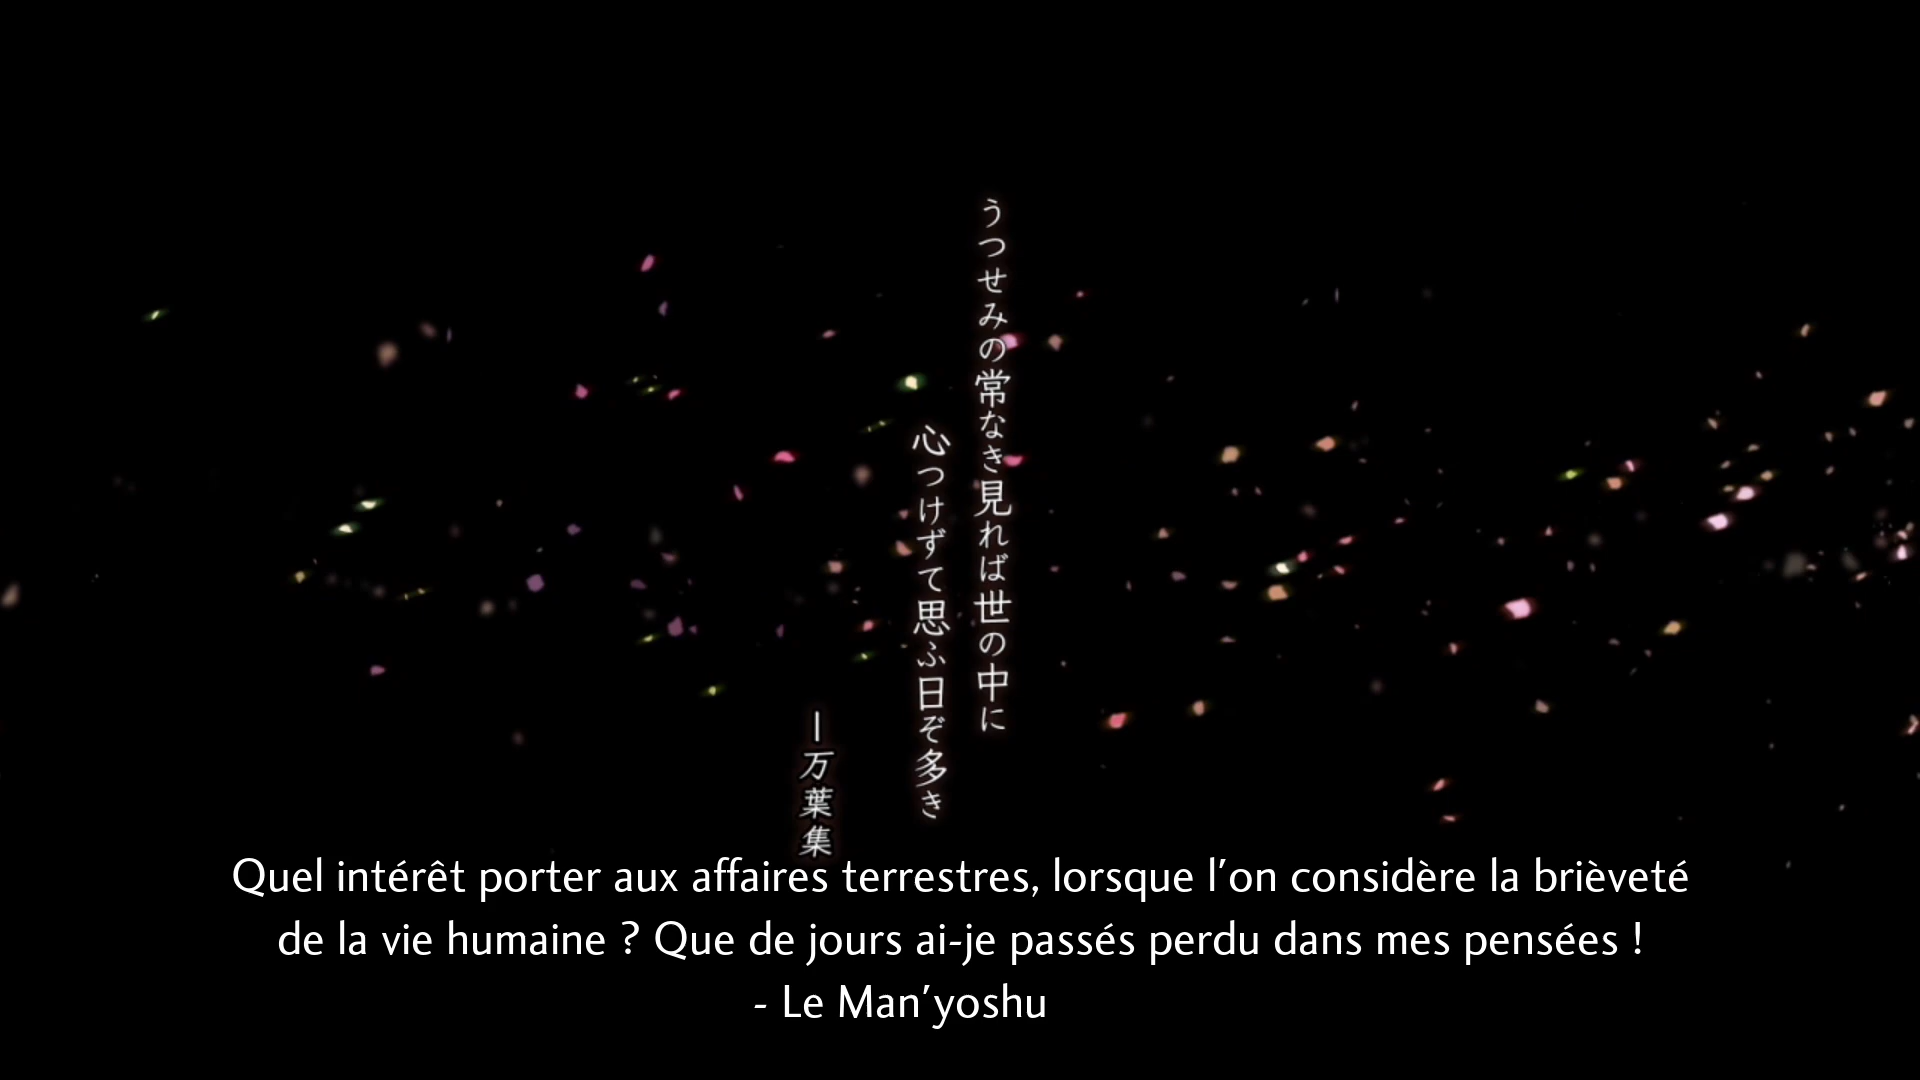 うつせみの常なき見れば世の中に
心つけずて思ふ日ぞ多き
ー万葉集
Quel intérêt porter aux affaires terrestres, lorsque l'on considère la brièveté
de la vie humaine ? Que de jours ai-je passés perdu dans mes pensées !
- Le Man'yoshu